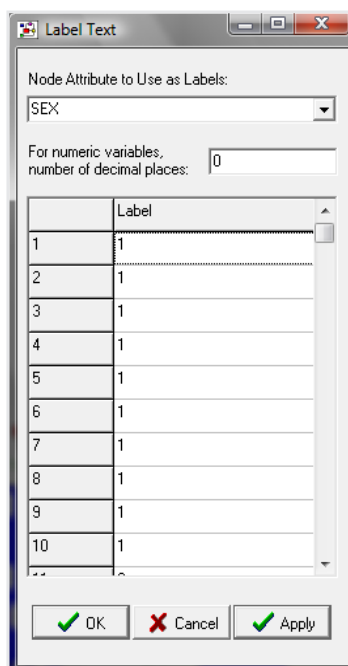 Label Text
Node Attribute to Use as Labels:
SEX
For numeric variables,
number of decimal places:
0
Label
1 1
2 1
3 1
4 1
5 1
6 1
7 1
8 1
9 1
10 1
OK Cancel Apply